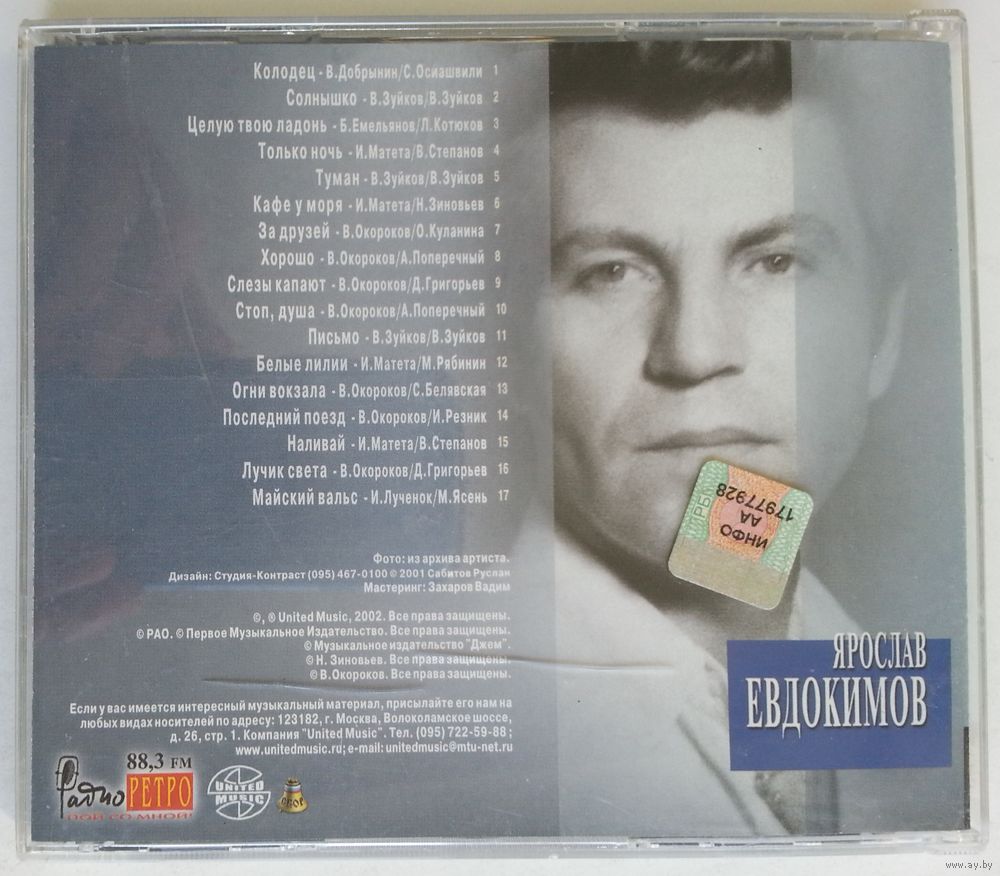 Колодец - В.Добрынин/С.Осиашвили 1
Солнышко - В.Зуйков/В.Зуйков 2
Целую твою ладонь - Б.Емельянов/Л.Котюков 3
Только ночь - И.Матета/В.Степанов 4
Туман - В.Зуйков/В.Зуйков 5
Кафе у моря - И.Матета/Н.Зиновьев 6
За друзей - В.Окороков/О.Куланина 7
Хорошо - В.Окороков/А.Поперечный 8
Слезы капают - В.Окороков/Д.Григорьев 9
Стоп, душа - В.Окороков/А.Поперечный 10
Письмо - В.Зуйков/В.Зуйков 11
Белые лилии - И.Матета/М.Рябинин 12
Огни вокзала - В.Окороков/С.Белявская 13
Последний поезд - В.Окороков/И.Резник 14
Наливай - И.Матета/В.Степанов 15
Лучик света - В.Окороков/Д.Григорьев 16
Майский вальс - И.Лученок/М.Ясень 17
Фото: из архива артиста.
Дизайн: Студия-Контраст (095) 467-0100 © 2001 Сабитов Руслан
Мастеринг: Захаров Вадим
©, ® United Music, 2002. Все права защищены.
© РАО. © Первое Музыкальное Издательство. Все права защищены.
© Музыкальное издательство "Джем".
© Н. Зиновьев. Все права защищены.
© В. Окороков. Все права защищены.
Если у вас имеется интересный музыкальный материал, присылайте его нам на
любых видах носителей по адресу: 123182, г. Москва, Волоколамское шоссе,
д. 26, стр. 1. Компания "United Music". Тел. (095) 722-59-88;
www.unitedmusic.ru; e-mail: unitedmusic@mtu-net.ru
88,3 FM
Радио РЕТРО
ПОЙ СО МНОЙ!
UNITED
MUSIC
РБ
ИНФО
АА
17977928
ЯРОСЛАВ
ЕВДОКИМОВ
www.ay.by